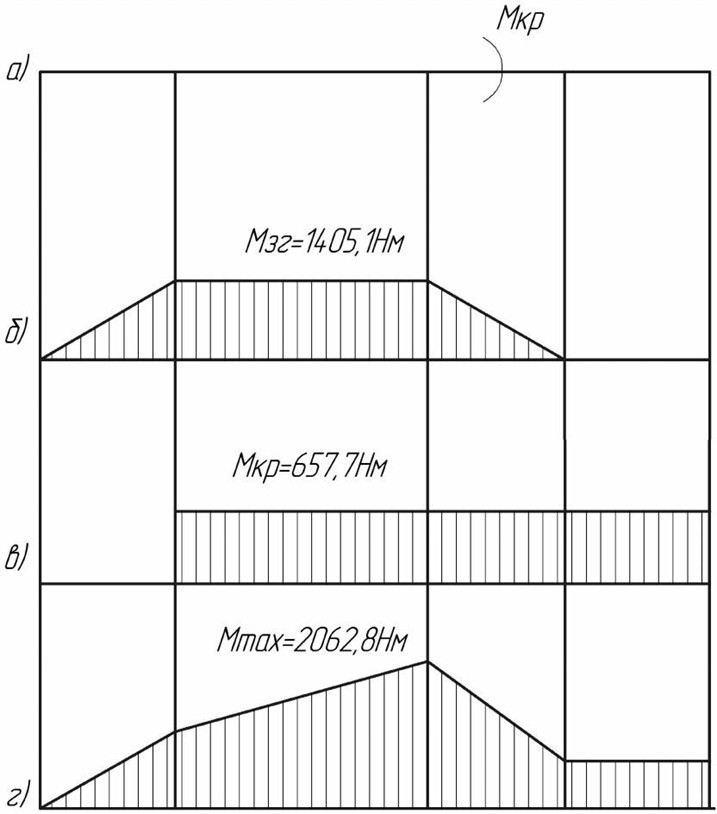 Мкр
а)
Мзг=1405,1Нм
б)
Мкр=657,7Нм
в)
Мmax=2062,8Нм
г)